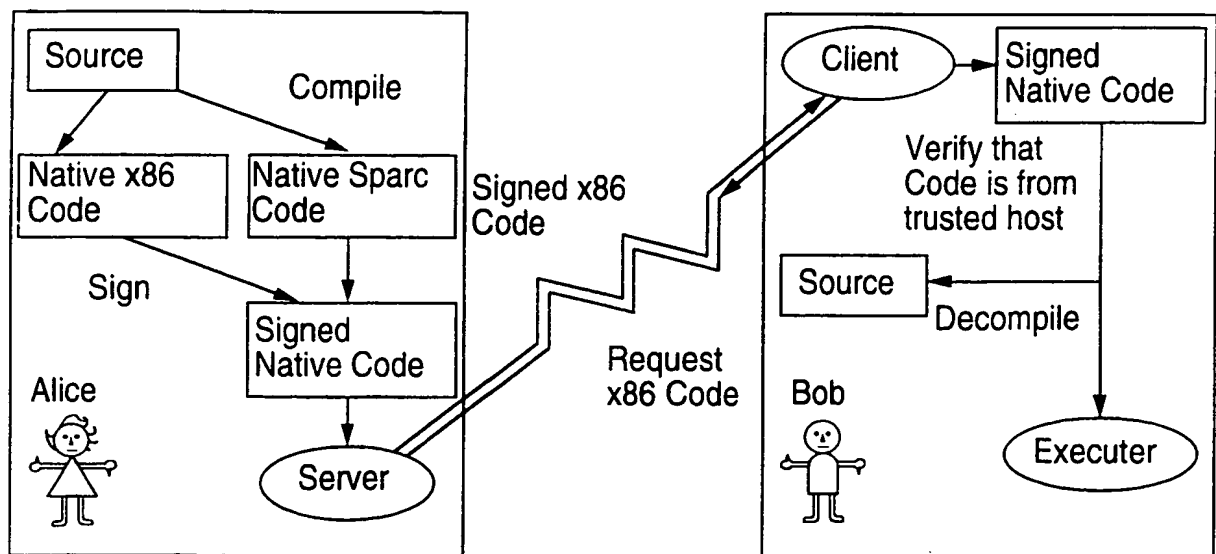 Source
Compile
Native x86
Code
Native Sparc
Code
Sign
Signed
Native Code
Alice
Server
Signed x86
Code
Request
x86 Code
Client
Signed
Native Code
Verify that
Code is from
trusted host
Source
Decompile
Bob
Executer